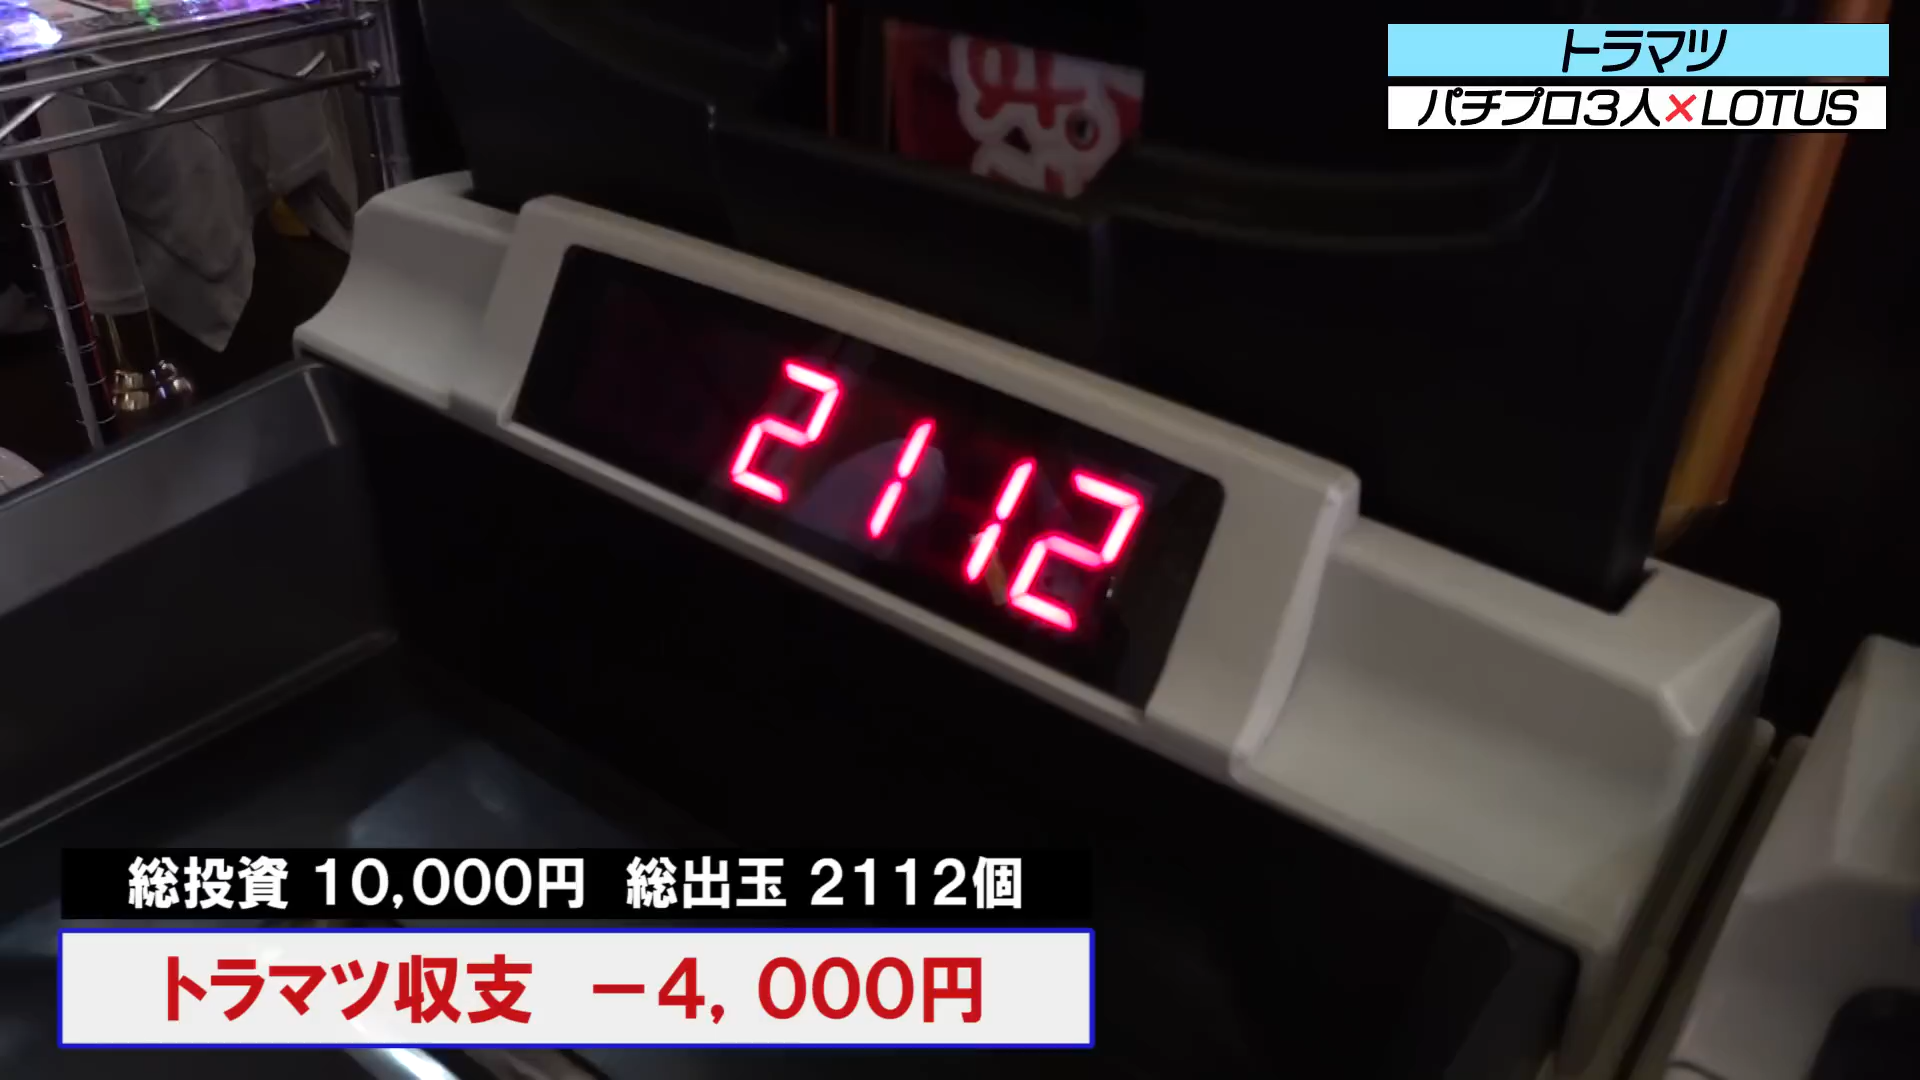 トラマツ
パチプロ3人×LOTUS
2112
総投資 10,000円 総出玉 2112個
トラマツ収支 －4,000円